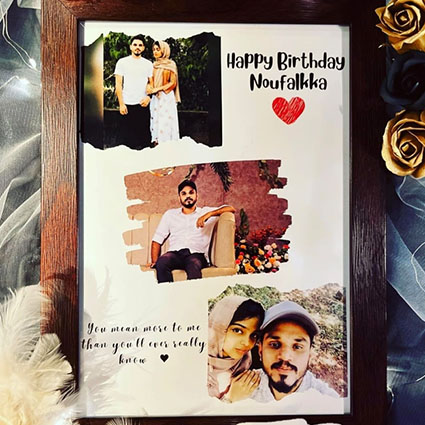 Happy Birthday
Noufalkka
You mean more to me
than you'll ever really
know